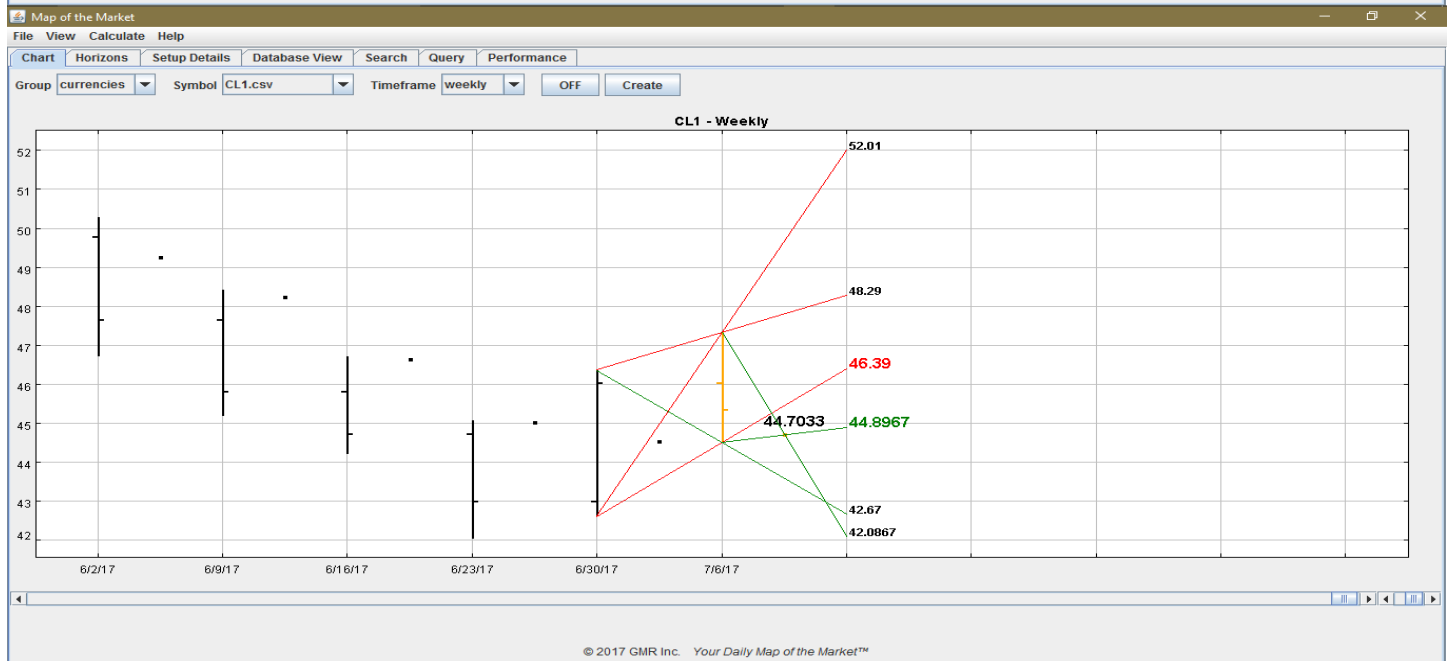 Map of the Market
File View Calculate Help
Chart Horizons Setup Details Database View Search Query Performance
Group currencies Symbol CL1.csv Timeframe weekly OFF Create
CL1 - Weekly
52
51
50
49
48
47
46
45
44
43
42
52.01
48.29
46.39
44.7033 44.8967
42.67
42.0867
6/2/17 6/9/17 6/16/17 6/23/17 6/30/17 7/6/17
© 2017 GMR Inc. Your Daily Map of the Market™